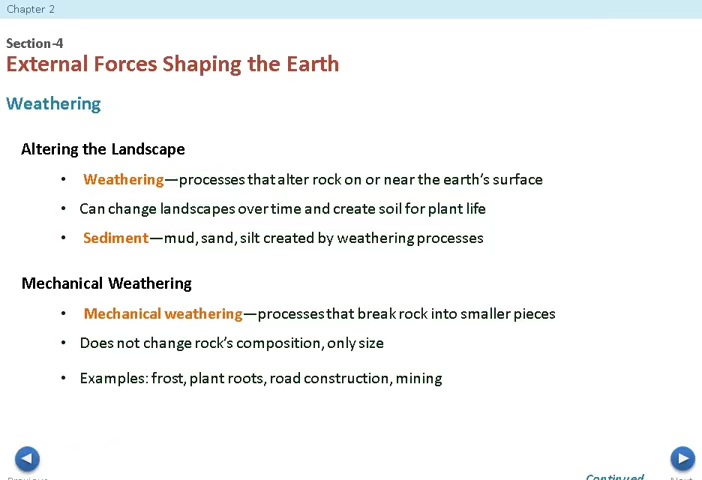 Chapter 2
Section-4
External Forces Shaping the Earth
Weathering
Altering the Landscape
• Weathering—processes that alter rock on or near the earth's surface
• Can change landscapes over time and create soil for plant life
• Sediment—mud, sand, silt created by weathering processes
Mechanical Weathering
• Mechanical weathering—processes that break rock into smaller pieces
• Does not change rock's composition, only size
• Examples: frost, plant roots, road construction, mining
Previous Continued Next